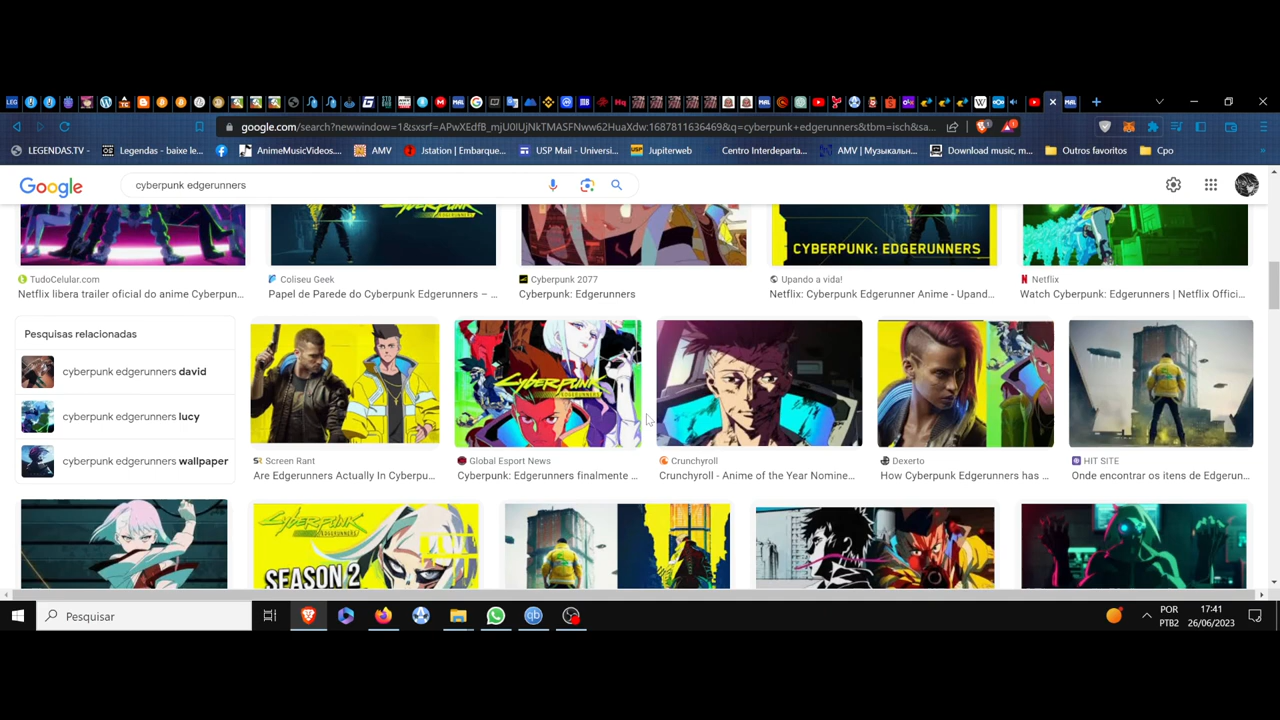 google.com/search?newwindow=1&sxsrf=APwXEdfB_mjU0IUjNkTMASFNww62HuaXdw:1687811636469&q=cyberpunk+edgerunners&tbm=isch&sa...
LEGENDAS.TV - Legendas - baixe le... AnimeMusicVideos.... AMV Jstation | Embarque... USP Mail - Universi... Jupiterweb Centro Interdeparta... AMV | Музыкальн... Download music, m... Outros favoritos Cpo
Google
cyberpunk edgerunners
CYBERPUNK: EDGERUNNERS
TudoCelular.com
Netflix libera trailer oficial do anime Cyberpun...
Coliseu Geek
Papel de Parede do Cyberpunk Edgerunners – ...
Cyberpunk 2077
Cyberpunk: Edgerunners
Upando a vida!
Netflix: Cyberpunk Edgerunner Anime - Upand...
Netflix
Watch Cyberpunk: Edgerunners | Netflix Offici...
Pesquisas relacionadas
cyberpunk edgerunners david
cyberpunk edgerunners lucy
cyberpunk edgerunners wallpaper
CYBERPUNK
Screen Rant
Are Edgerunners Actually In Cyberpu...
Global Esport News
Cyberpunk: Edgerunners finalmente ...
Crunchyroll
Crunchyroll - Anime of the Year Nomine...
Dexerto
How Cyberpunk Edgerunners has ...
HIT SITE
Onde encontrar os itens de Edgerun...
CYBERPUNK
SEASON 2
Pesquisar
POR
PTB2
17:41
26/06/2023